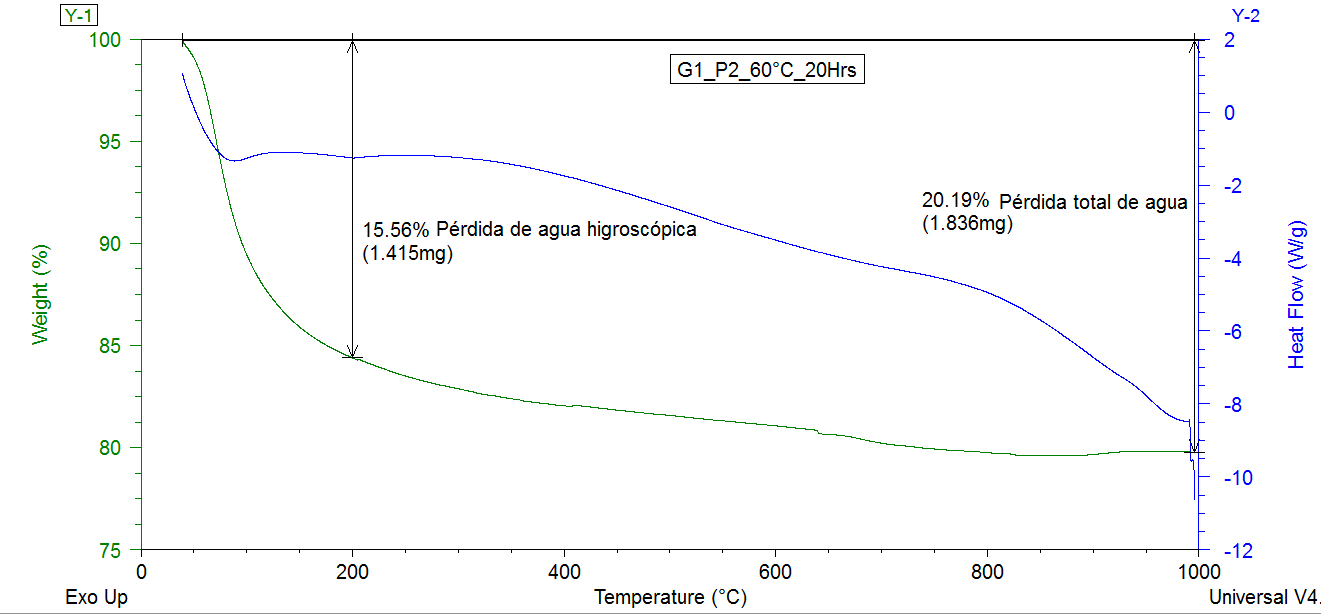 Y-1
Y-2
100
95
90
85
80
75
Weight (%)
G1_P2_60°C_20Hrs
15.56% Pérdida de agua higroscópica
(1.415mg)
20.19% Pérdida total de agua
(1.836mg)
2
0
-2
-4
-6
-8
-10
-12
Heat Flow (W/g)
0
200
400
600
800
1000
Exo Up
Temperature (°C)
Universal V4.